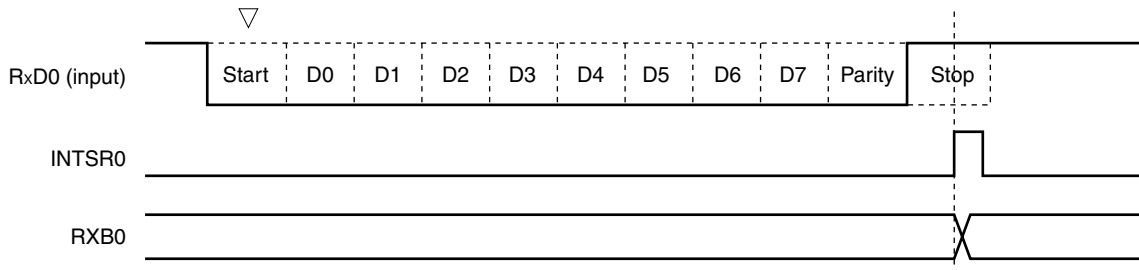 RxD0 (input) Start D0 D1 D2 D3 D4 D5 D6 D7 Parity Stop
INTSR0
RXB0